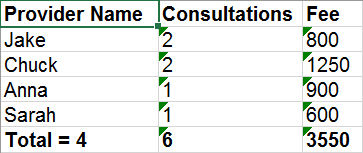 Provider Name Consultations Fee
Jake 2 800
Chuck 2 1250
Anna 1 900
Sarah 1 600
Total = 4 6 3550